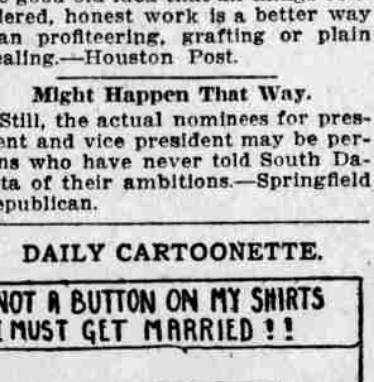 dered, honest work is a better way
an profiteering, grafting or plain
ealing.—Houston Post.
Might Happen That Way.
Still, the actual nominees for pres-
ent and vice president may be per-
ns who have never told South Da-
ta of their ambitions.—Springfield
epublican.
DAILY CARTOONETTE.
NOT A BUTTON ON MY SHIRTS
MUST GET MARRIED!!